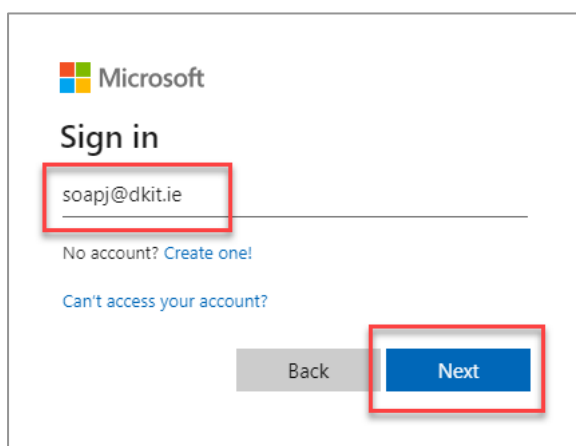 Microsoft
Sign in
soapj@dkit.ie
No account? Create one!
Can't access your account?
Back Next